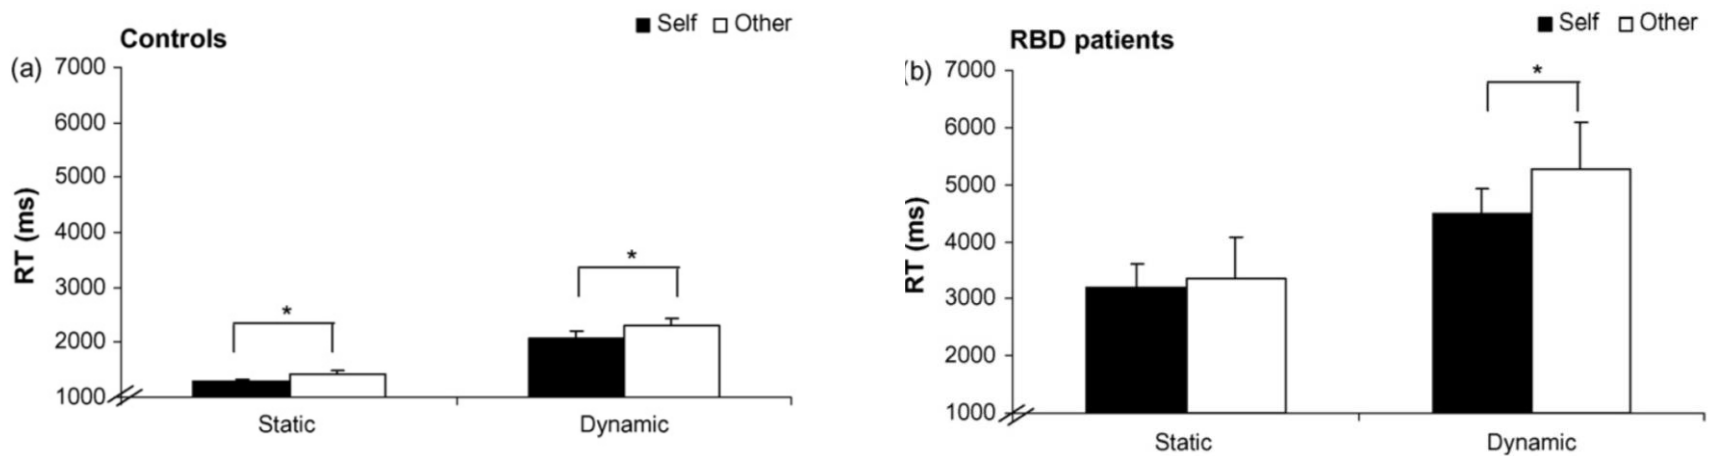 Self Other
Controls
(a)
7000
6000
5000
4000
3000
2000
1000
RT (ms)
*
*
Static
Dynamic
Self Other
RBD patients
(b)
7000
6000
5000
4000
3000
2000
1000
RT (ms)
*
Static
Dynamic